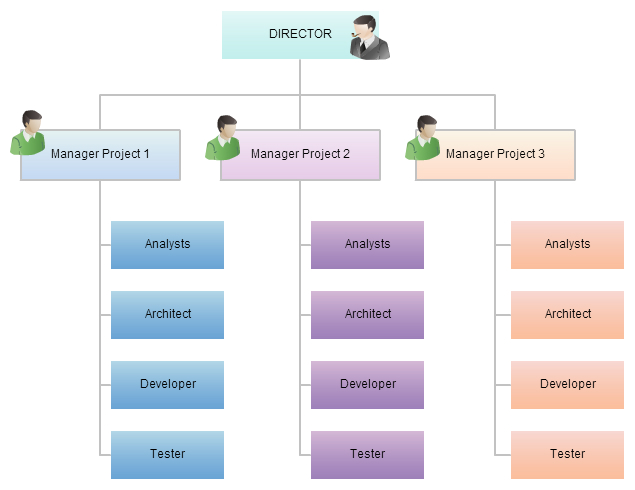 DIRECTOR
Manager Project 1
Manager Project 2
Manager Project 3
Analysts
Analysts
Analysts
Architect
Architect
Architect
Developer
Developer
Developer
Tester
Tester
Tester